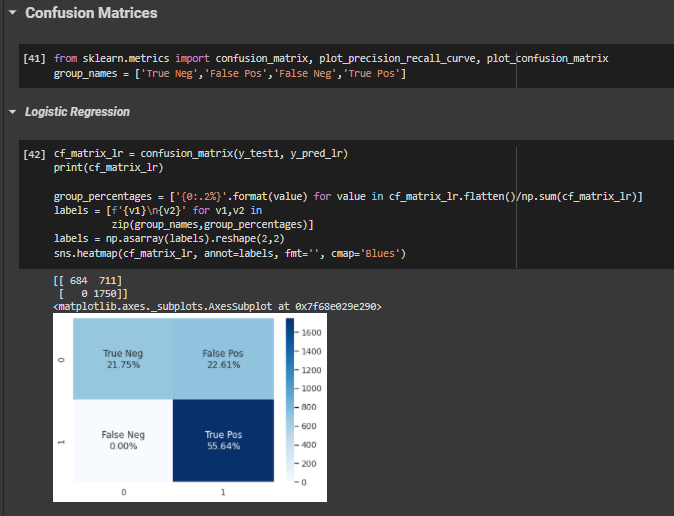 Confusion Matrices
[41] from sklearn.metrics import confusion_matrix, plot_precision_recall_curve, plot_confusion_matrix
group_names = ['True Neg','False Pos','False Neg','True Pos']
Logistic Regression
[42] cf_matrix_lr = confusion_matrix(y_test1, y_pred_lr)
print(cf_matrix_lr)
group_percentages = ['{0:.2%}'.format(value) for value in cf_matrix_lr.flatten()/np.sum(cf_matrix_lr)]
labels = [f'{v1}\n{v2}' for v1,v2 in
zip(group_names,group_percentages)]
labels = np.asarray(labels).reshape(2,2)
sns.heatmap(cf_matrix_lr, annot=labels, fmt='', cmap='Blues')
[[ 684  711]
[   0 1750]]
<matplotlib.axes._subplots.AxesSubplot at 0x7f68e029e290>
True Neg
21.75%
False Pos
22.61%
False Neg
0.00%
True Pos
55.64%
0
1
0
1
1600
1400
1200
1000
800
600
400
200
0